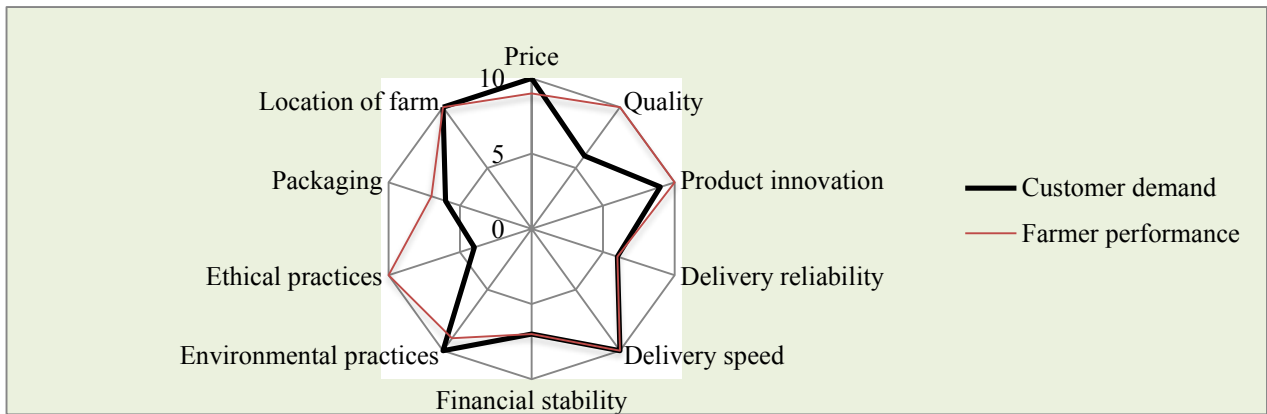 Price
10
Location of farm
Quality
5
Packaging
Product innovation
Customer demand
0
Farmer performance
Ethical practices
Delivery reliability
Environmental practices
Delivery speed
Financial stability